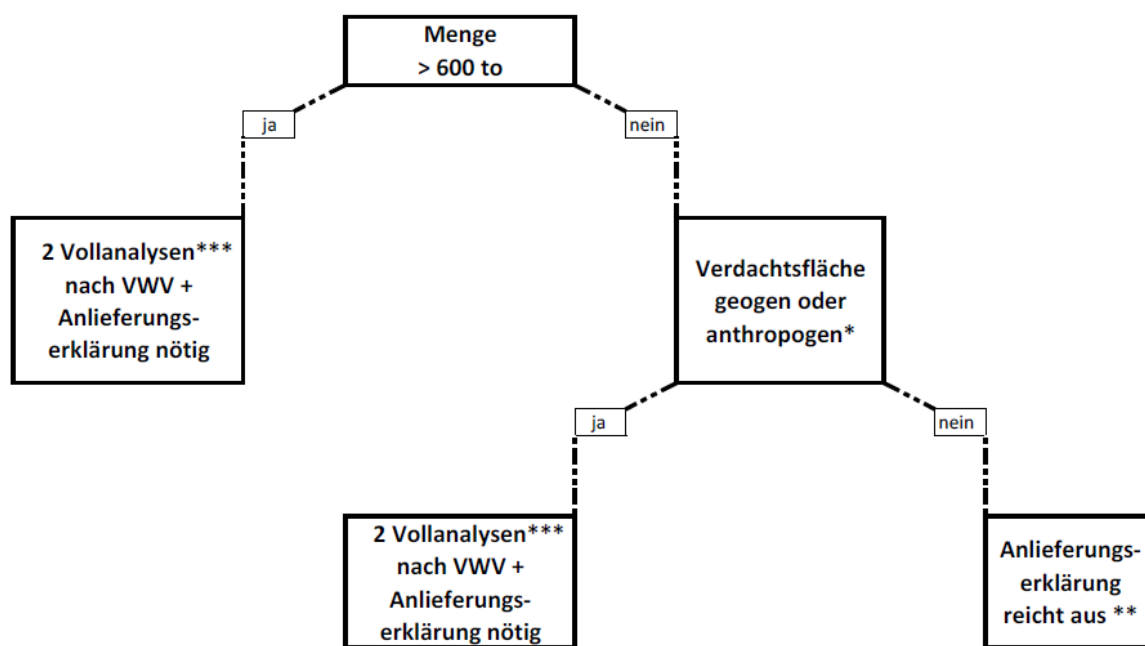 Menge
> 600 to
ja
nein
2 Vollanalysen***
nach VWV +
Anlieferungs-
erklärung nötig
Verdachtsfläche
geogen oder
anthropogen*
ja
nein
2 Vollanalysen***
nach VWV +
Anlieferungs-
erklärung nötig
Anlieferungs-
erklärung
reicht aus **